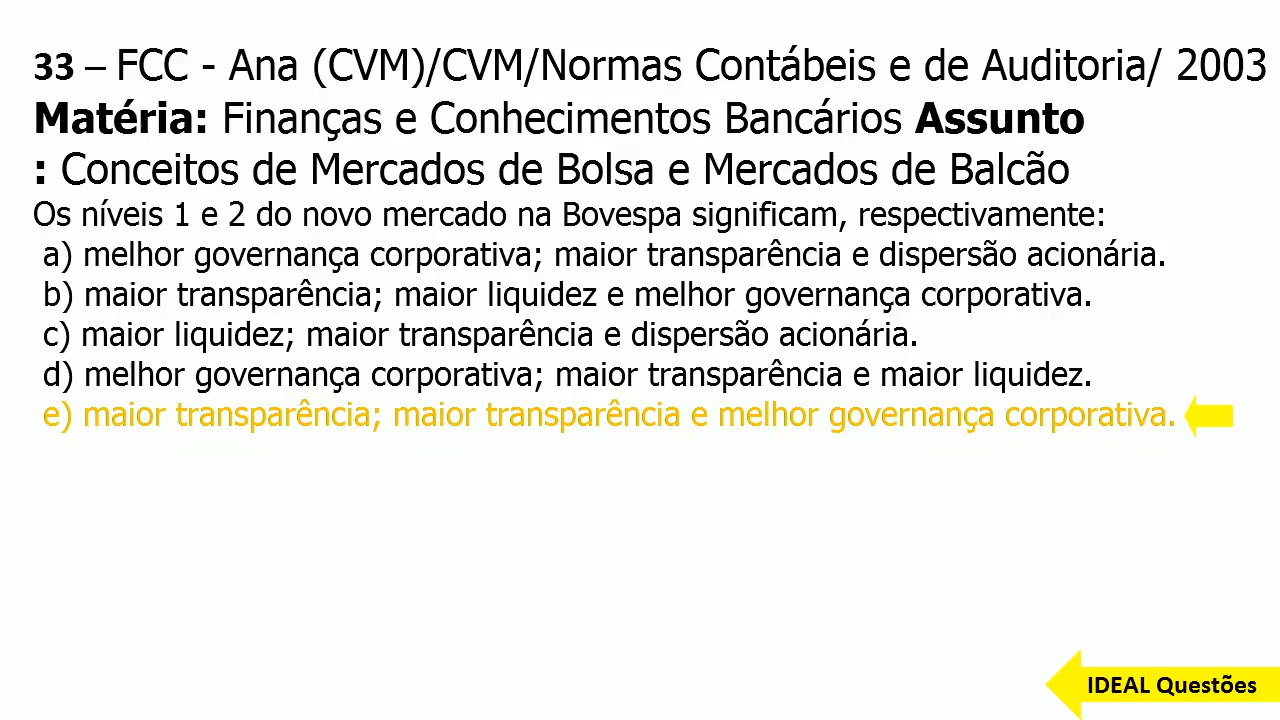 33 – FCC - Ana (CVM)/CVM/Normas Contábeis e de Auditoria/ 2003
Matéria: Finanças e Conhecimentos Bancários Assunto
: Conceitos de Mercados de Bolsa e Mercados de Balcão
Os níveis 1 e 2 do novo mercado na Bovespa significam, respectivamente:
a) melhor governança corporativa; maior transparência e dispersão acionária.
b) maior transparência; maior liquidez e melhor governança corporativa.
c) maior liquidez; maior transparência e dispersão acionária.
d) melhor governança corporativa; maior transparência e maior liquidez.
e) maior transparência; maior transparência e melhor governança corporativa.
IDEAL Questões